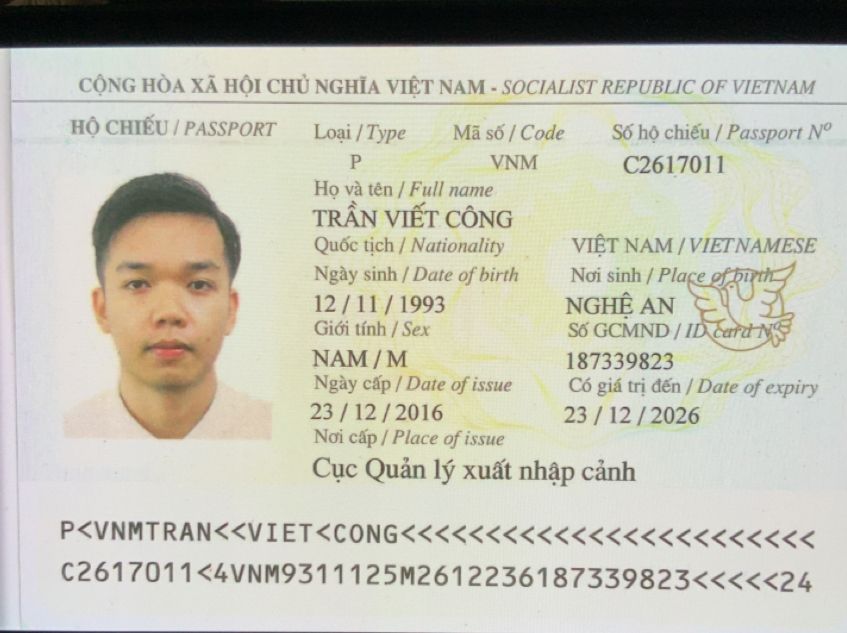 CỘNG HÒA XÃ HỘI CHỦ NGHĨA VIỆT NAM - SOCIALIST REPUBLIC OF VIETNAM
HỘ CHIẾU / PASSPORT Loại / Type Mã số / Code Số hộ chiếu / Passport Nº
P VNM C2617011
Họ và tên / Full name
TRẦN VIẾT CÔNG
Quốc tịch / Nationality VIỆT NAM / VIETNAMESE
Ngày sinh / Date of birth Nơi sinh / Place of birth
12 / 11 / 1993 NGHỆ AN
Giới tính / Sex Số GCMND / ID card Nº
NAM / M 187339823
Ngày cấp / Date of issue Có giá trị đến / Date of expiry
23 / 12 / 2016 23 / 12 / 2026
Nơi cấp / Place of issue
Cục Quản lý xuất nhập cảnh
P<VNMTRAN<<VIET<CONG<<<<<<<<<<<<<<<<<<<<<<<<
C2617011<4VNM9311125M2612236187339823<<<<<24